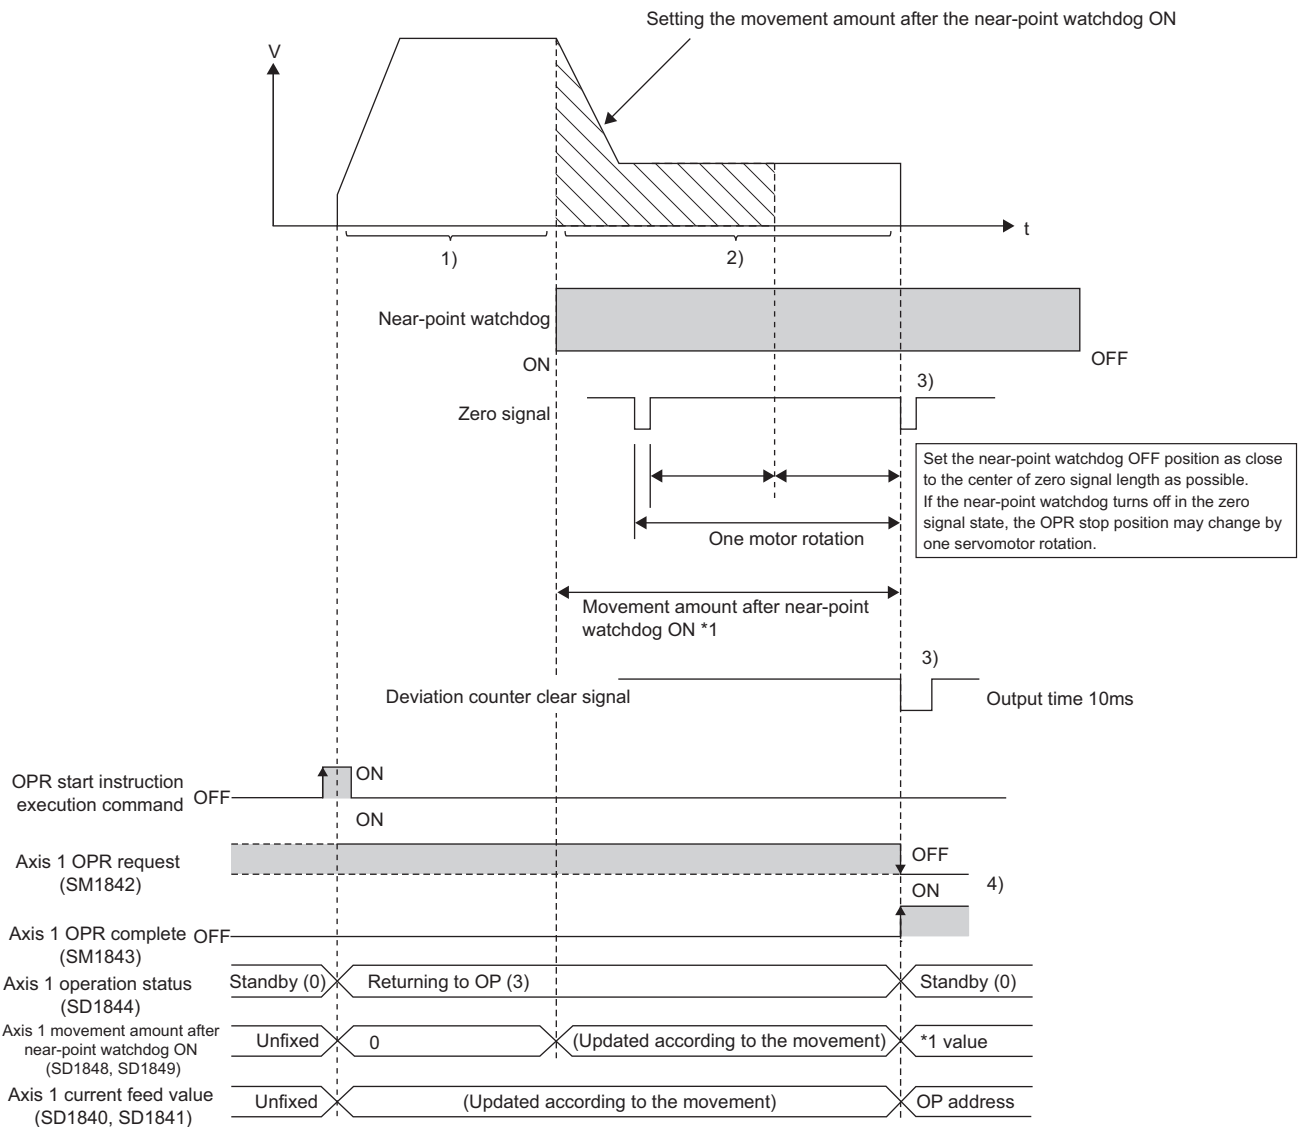 Setting the movement amount after the near-point watchdog ON
V
t
1)
2)
Near-point watchdog
ON
OFF
3)
Zero signal
Set the near-point watchdog OFF position as close
to the center of zero signal length as possible.
If the near-point watchdog turns off in the zero
signal state, the OPR stop position may change by
one servomotor rotation.
One motor rotation
Movement amount after near-point
watchdog ON *1
3)
Deviation counter clear signal
Output time 10ms
OPR start instruction
execution command
OFF
ON
ON
Axis 1 OPR request
(SM1842)
OFF
ON
4)
Axis 1 OPR complete
(SM1843)
OFF
Axis 1 operation status
(SD1844)
Standby (0)
Returning to OP (3)
Standby (0)
Axis 1 movement amount after
near-point watchdog ON
(SD1848, SD1849)
Unfixed
0
(Updated according to the movement)
*1 value
Axis 1 current feed value
(SD1840, SD1841)
Unfixed
(Updated according to the movement)
OP address